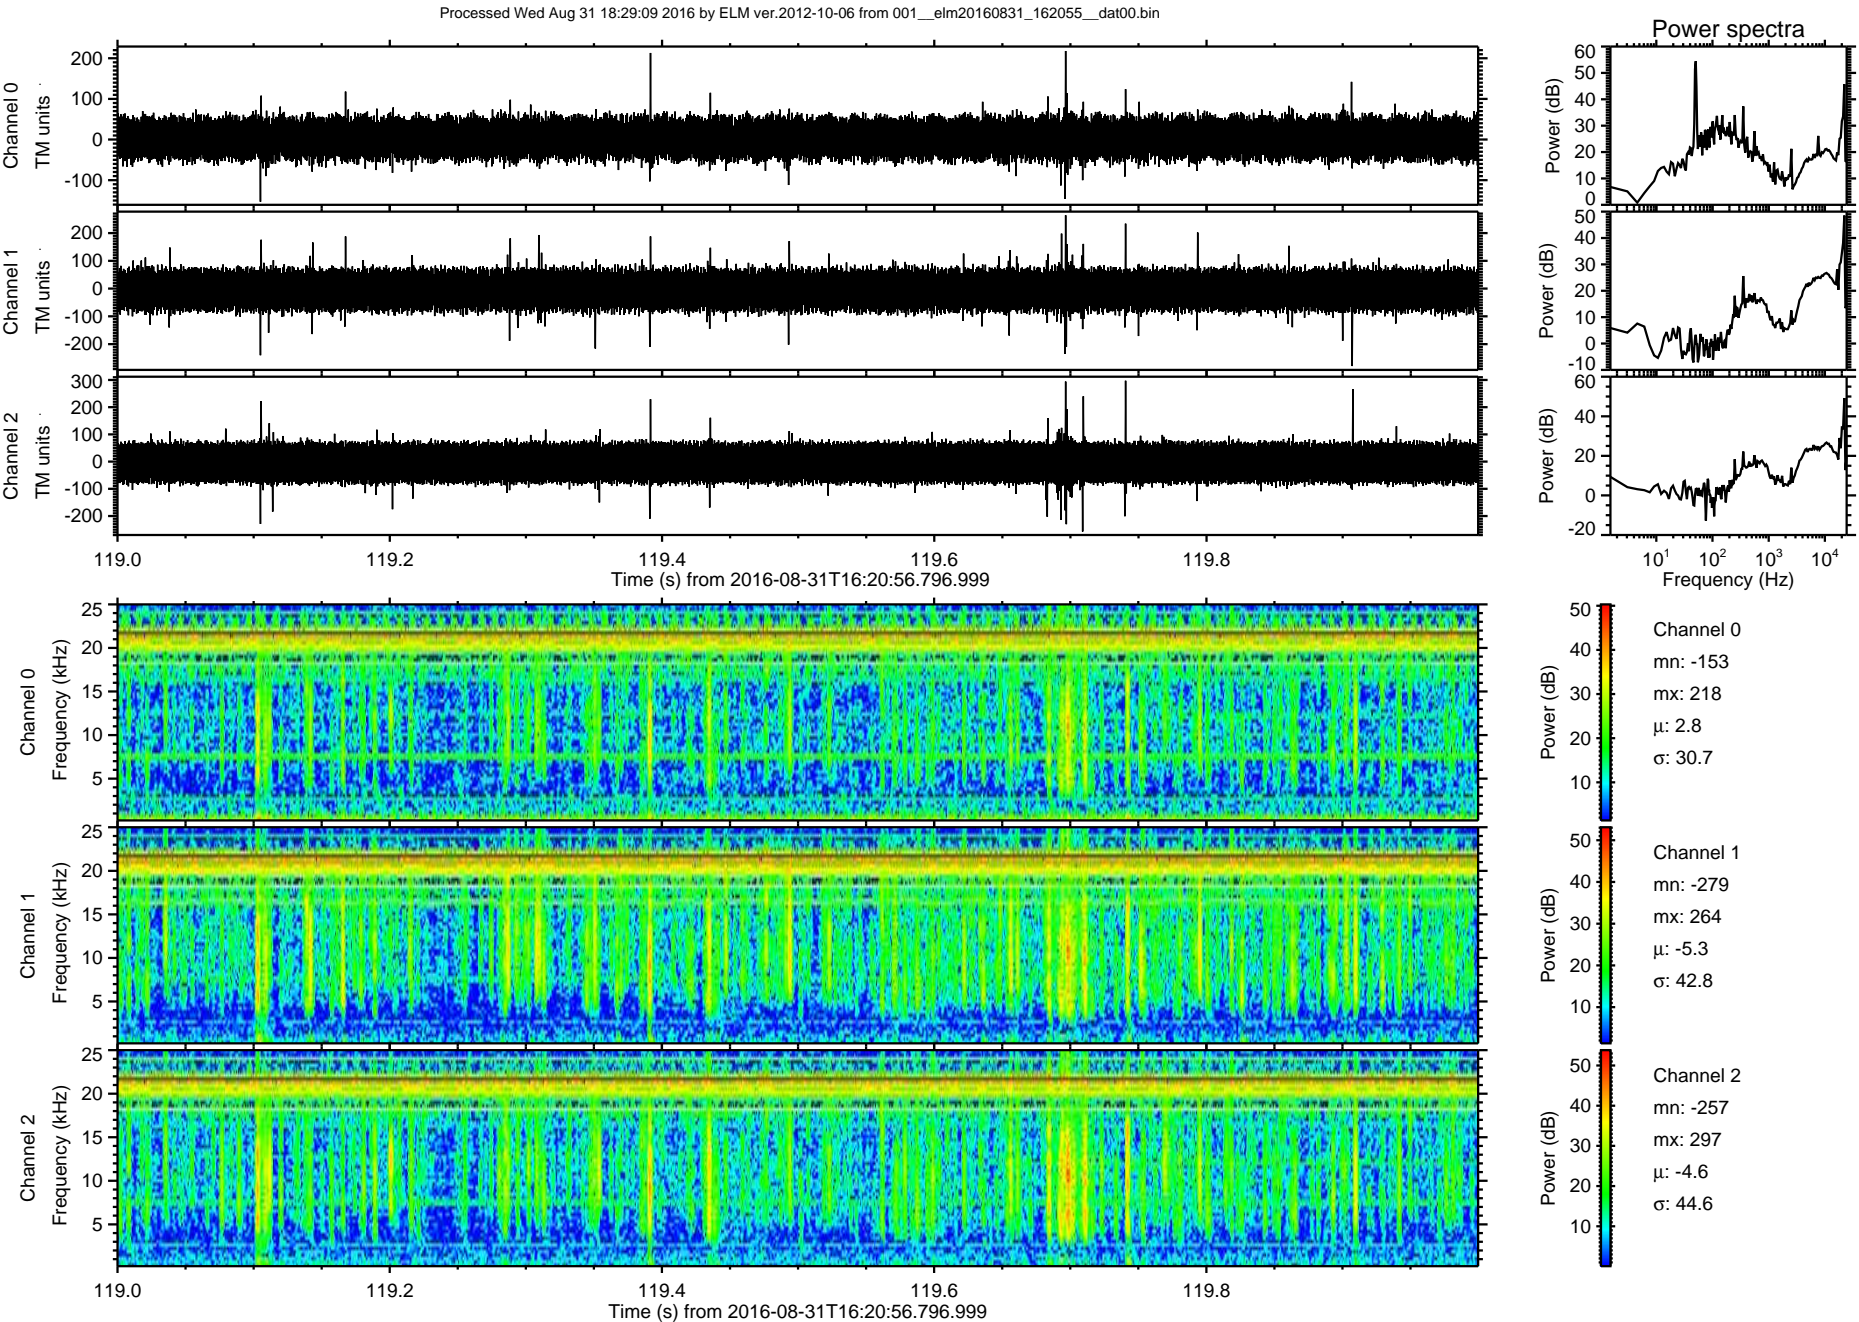 Processed Wed Aug 31 18:29:09 2016 by ELM ver.2012-10-06 from 001__elm20160831_162055__dat00.bin
Power spectra
Channel 0
TM units
200
100
0
-100
Power (dB)
60
50
40
30
20
10
0
Channel 1
TM units
200
100
0
-100
-200
Power (dB)
50
40
30
20
10
0
-10
Channel 2
TM units
300
200
100
0
-100
-200
Power (dB)
60
40
20
0
-20
119.0 119.2 119.4 119.6 119.8
Time (s) from 2016-08-31T16:20:56.796.999
10¹ 10² 10³ 10⁴
Frequency (Hz)
Channel 0
Frequency (kHz)
25
20
15
10
5
Power (dB)
50
40
30
20
10
Channel 0
mn: -153
mx: 218
μ: 2.8
σ: 30.7
Channel 1
Frequency (kHz)
25
20
15
10
5
Power (dB)
50
40
30
20
10
Channel 1
mn: -279
mx: 264
μ: -5.3
σ: 42.8
Channel 2
Frequency (kHz)
25
20
15
10
5
Power (dB)
50
40
30
20
10
Channel 2
mn: -257
mx: 297
μ: -4.6
σ: 44.6
119.0 119.2 119.4 119.6 119.8
Time (s) from 2016-08-31T16:20:56.796.999